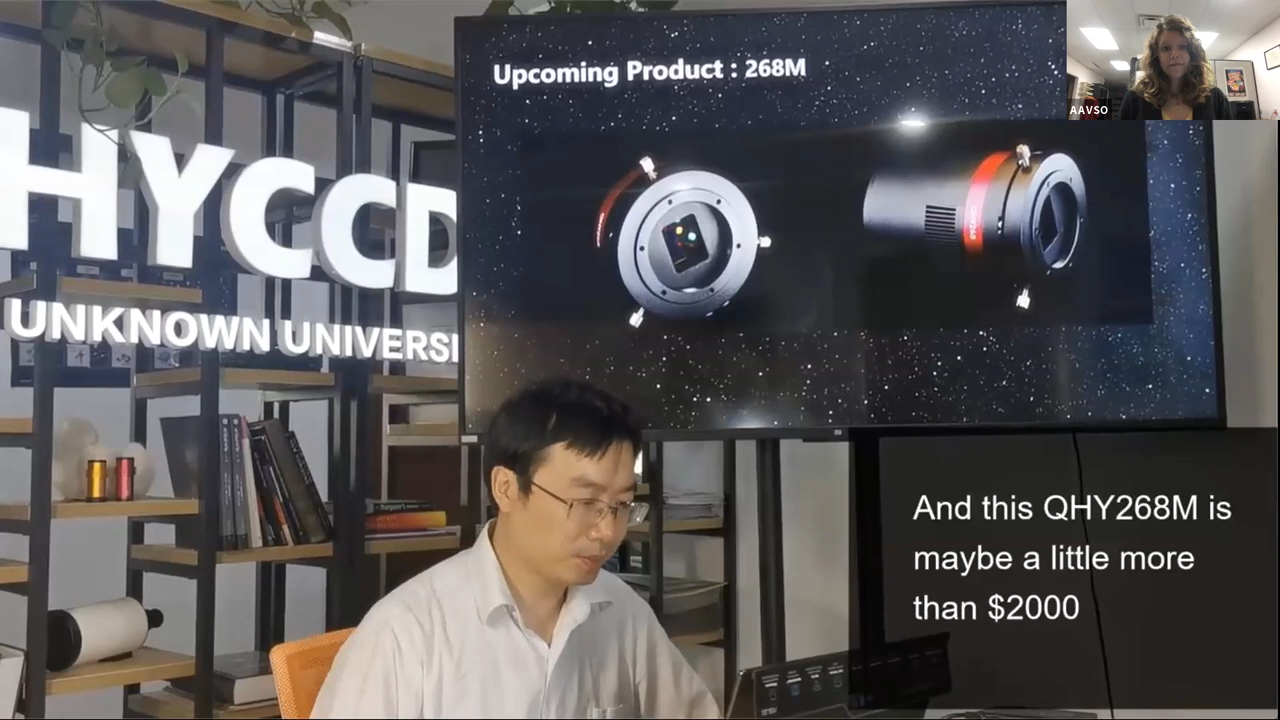 Upcoming Product : 268M
AAVSO
HYCCD
UNKNOWN UNIVERSI
And this QHY268M is
maybe a little more
than $2000